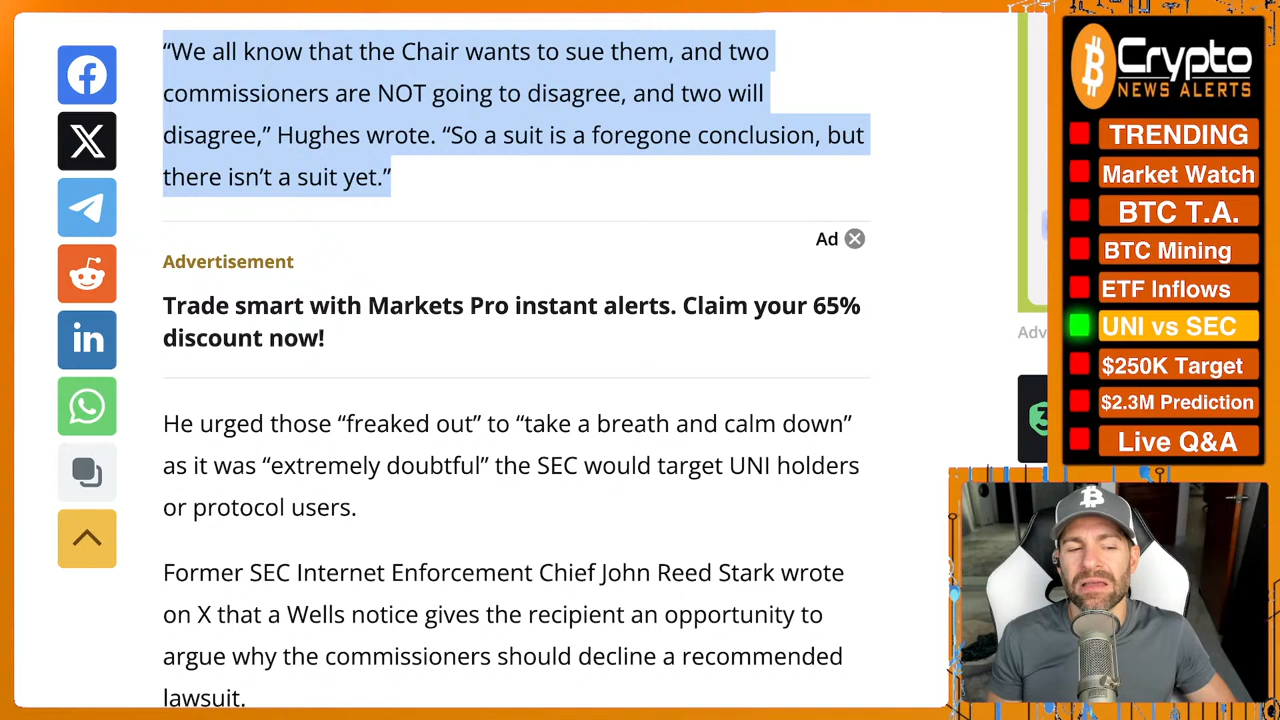 “We all know that the Chair wants to sue them, and two
commissioners are NOT going to disagree, and two will
disagree,” Hughes wrote. “So a suit is a foregone conclusion, but
there isn’t a suit yet.”
Ad
Advertisement
Trade smart with Markets Pro instant alerts. Claim your 65%
discount now!
He urged those “freaked out” to “take a breath and calm down”
as it was “extremely doubtful” the SEC would target UNI holders
or protocol users.
Former SEC Internet Enforcement Chief John Reed Stark wrote
on X that a Wells notice gives the recipient an opportunity to
argue why the commissioners should decline a recommended
lawsuit.
Adv
Crypto
NEWS ALERTS
TRENDING
Market Watch
BTC T.A.
BTC Mining
ETF Inflows
UNI vs SEC
$250K Target
$2.3M Prediction
Live Q&A